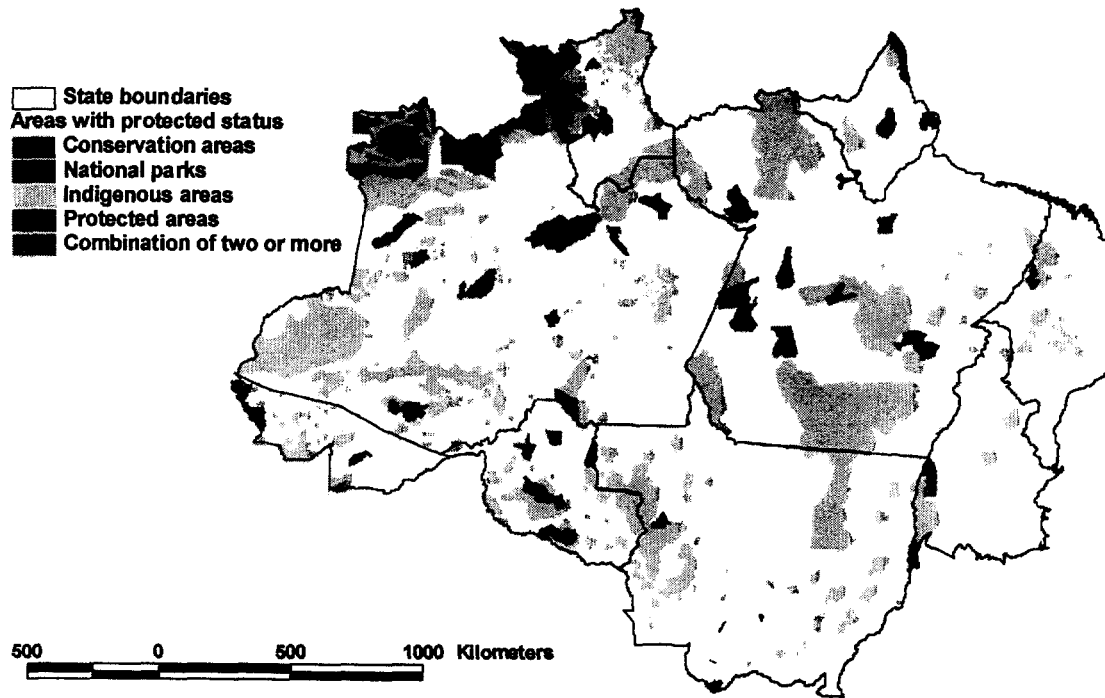 State boundaries
Areas with protected status
Conservation areas
National parks
Indigenous areas
Protected areas
Combination of two or more
500 0 500 1000 Kilometers